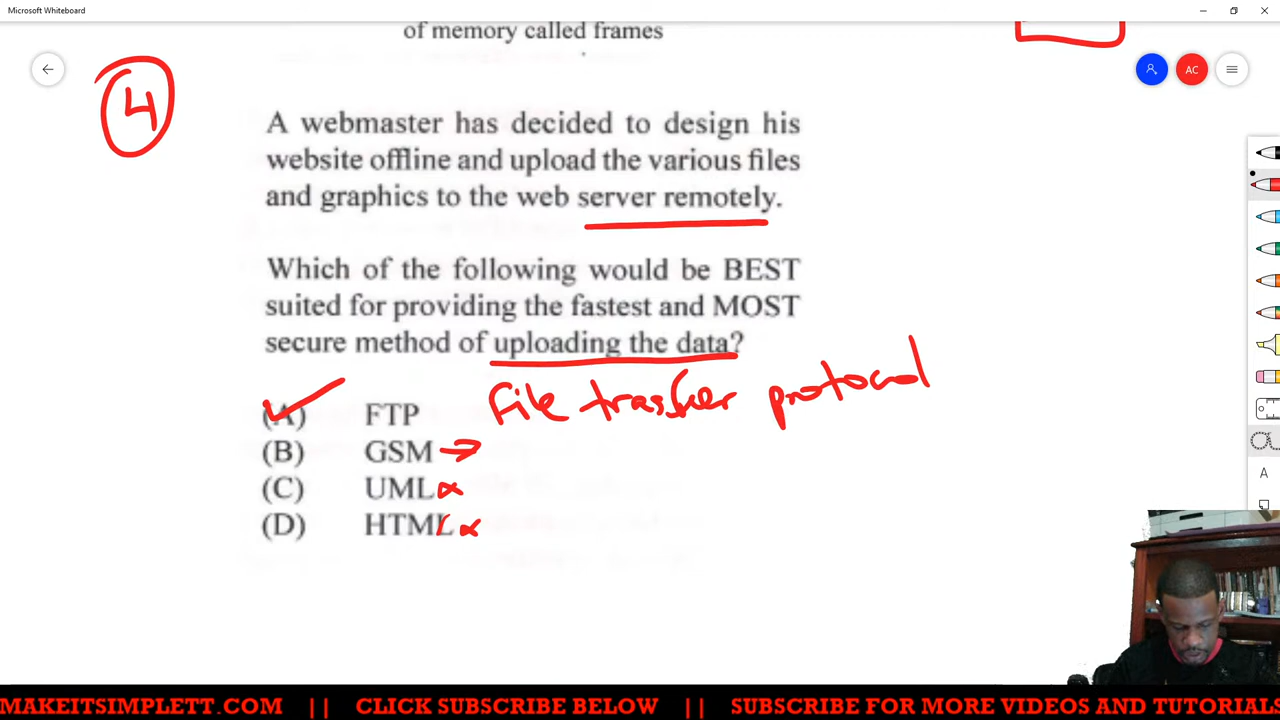 Microsoft Whiteboard
of memory called frames
AC
4
A webmaster has decided to design his
website offline and upload the various files
and graphics to the web server remotely.
Which of the following would be BEST
suited for providing the fastest and MOST
secure method of uploading the data?
(A) FTP
File trasfer protocol
(B) GSM →
(C) UML
(D) HTML
A
MAKEITSIMPLETT.COM || CLICK SUBSCRIBE BELOW || SUBSCRIBE FOR MORE VIDEOS AND TUTORIALS